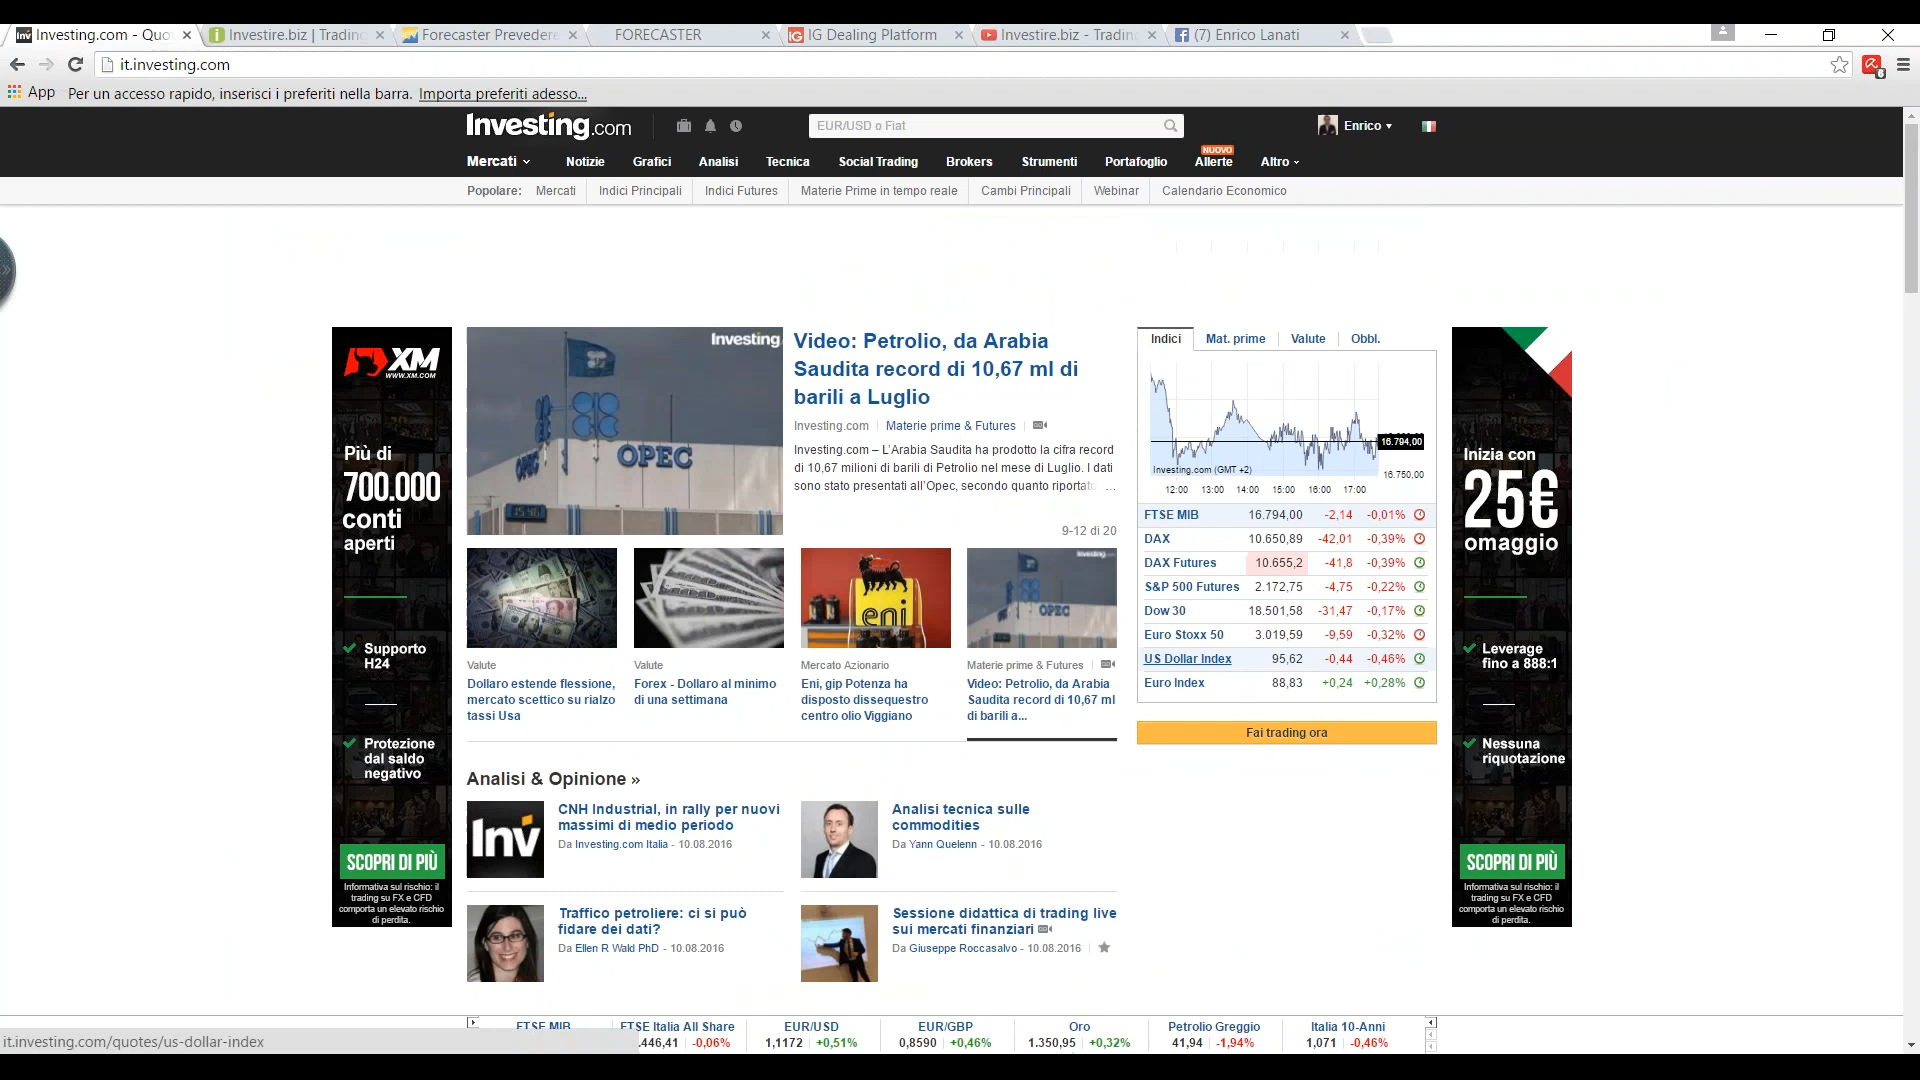 Investing.com - Quo
Investire.biz | Trading
Forecaster Prevedere
FORECASTER
IG Dealing Platform
Investire.biz - Trading
(7) Enrico Lanati
it.investing.com
6
App
Per un accesso rapido, inserisci i preferiti nella barra. Importa preferiti adesso...
Investing.com
EUR/USD o Fiat
Enrico
Mercati
Notizie
Grafici
Analisi
Tecnica
Social Trading
Brokers
Strumenti
Portafoglio
NUOVO
Allerte
Altro
Popolare:
Mercati
Indici Principali
Indici Futures
Materie Prime in tempo reale
Cambi Principali
Webinar
Calendario Economico
XM
WWW.XM.COM
Più di
700.000
conti
aperti
Supporto
H24
Protezione
dal saldo
negativo
SCOPRI DI PIÙ
Informativa sul rischio: il
trading su FX e CFD
comporta un elevato rischio
di perdita.
Investing.
OPEC
OPEC
15:46
Video: Petrolio, da Arabia
Saudita record di 10,67 ml di
barili a Luglio
Investing.com
Materie prime & Futures
Investing.com – L'Arabia Saudita ha prodotto la cifra record
di 10,67 milioni di barili di Petrolio nel mese di Luglio. I dati
sono stato presentati all'Opec, secondo quanto riportato ...
9-12 di 20
eni
Investing.com
OPEC
Valute
Dollaro estende flessione,
mercato scettico su rialzo
tassi Usa
Valute
Forex - Dollaro al minimo
di una settimana
Mercato Azionario
Eni, gip Potenza ha
disposto dissequestro
centro olio Viggiano
Materie prime & Futures
Video: Petrolio, da Arabia
Saudita record di 10,67 ml
di barili a...
Analisi & Opinione »
Inv
CNH Industrial, in rally per nuovi
massimi di medio periodo
Da Investing.com Italia - 10.08.2016
Analisi tecnica sulle
commodities
Da Yann Quelenn - 10.08.2016
Traffico petroliere: ci si può
fidare dei dati?
Da Ellen R Wald PhD - 10.08.2016
Sessione didattica di trading live
sui mercati finanziari
Da Giuseppe Roccasalvo - 10.08.2016
Indici
Mat. prime
Valute
Obbl.
16.794,00
16.750,00
Investing.com (GMT +2)
12:00 13:00 14:00 15:00 16:00 17:00
FTSE MIB 16.794,00 -2,14 -0,01%
DAX 10.650,89 -42,01 -0,39%
DAX Futures 10.655,2 -41,8 -0,39%
S&P 500 Futures 2.172,75 -4,75 -0,22%
Dow 30 18.501,58 -31,47 -0,17%
Euro Stoxx 50 3.019,59 -9,59 -0,32%
US Dollar Index 95,62 -0,44 -0,46%
Euro Index 88,83 +0,24 +0,28%
Fai trading ora
Inizia con
25€
omaggio
Leverage
fino a 888:1
Nessuna
riquotazione
SCOPRI DI PIÙ
Informativa sul rischio: il
trading su FX e CFD
comporta un elevato rischio
di perdita.
FTSE MIB FTSE Italia All Share EUR/USD EUR/GBP Oro Petrolio Greggio Italia 10-Anni
.446,41 -0,06% 1,1172 +0,51% 0,8590 +0,46% 1.350,95 +0,32% 41,94 -1,94% 1,071 -0,46%
it.investing.com/quotes/us-dollar-index